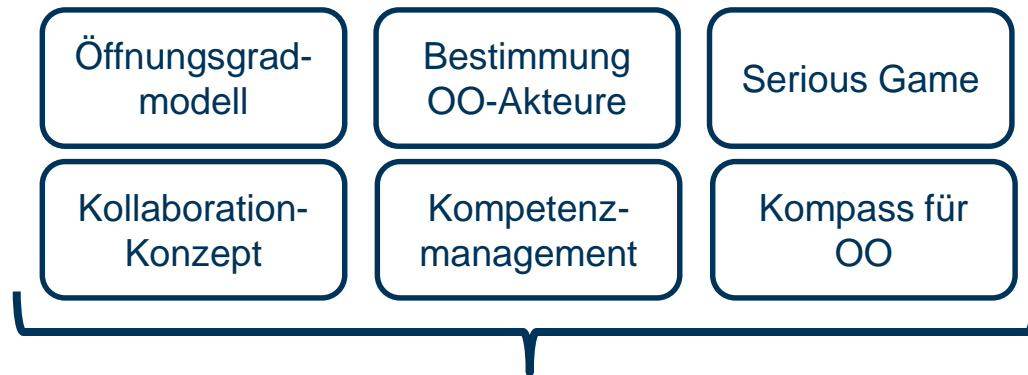 Öffnungsgrad-
modell
Bestimmung
OO-Akteure
Serious Game
Kollaboration-
Konzept
Kompetenz-
management
Kompass für
OO